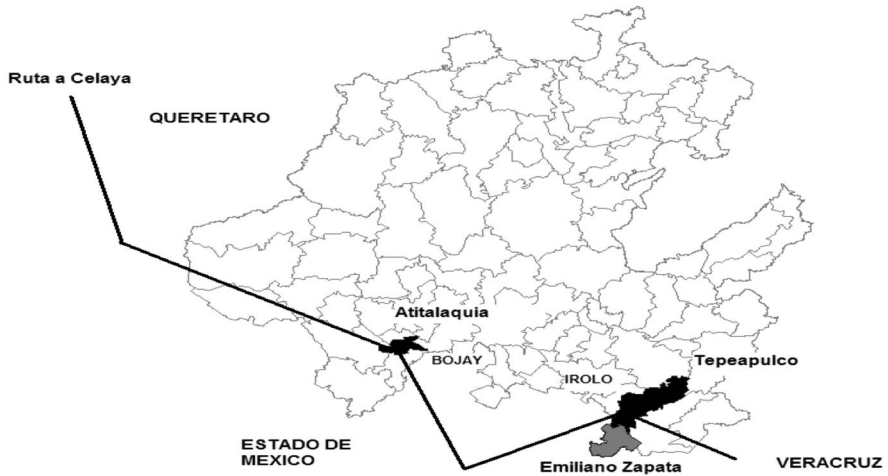 Ruta a Celaya
QUERETARO
Atitalaquia
BOJAY
Tepeapulco
IROLO
ESTADO DE
MEXICO
Emiliano Zapata
VERACRUZ